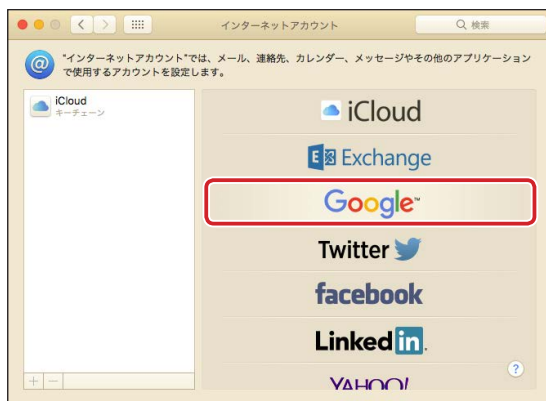 インターネットアカウント
検索
"インターネットアカウント"では、メール、連絡先、カレンダー、メッセージやその他のアプリケーション
で使用するアカウントを設定します。
iCloud
キーチェーン
iCloud
Exchange
Google™
Twitter
facebook
Linked in.
YAHOO!
?